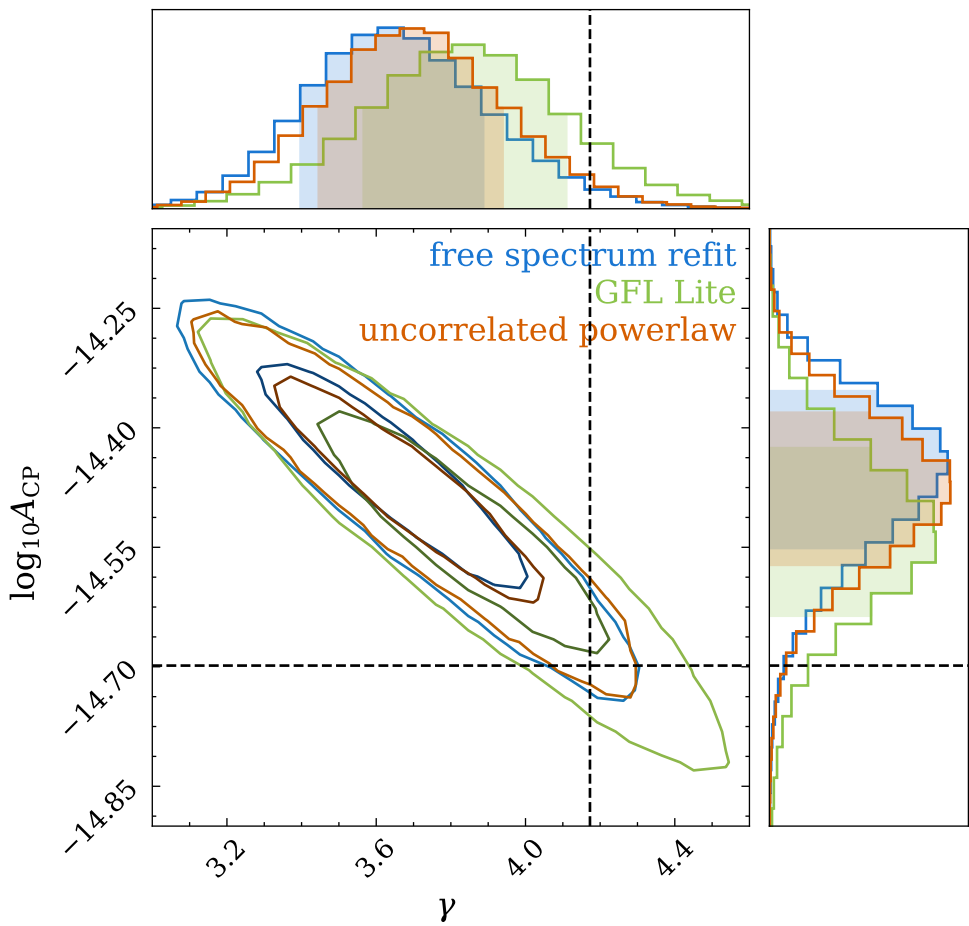 free spectrum refit
GFL Lite
uncorrelated powerlaw
−14.25
−14.40
−14.55
−14.70
−14.85
log₁₀A_CP
3.2
3.6
4.0
4.4
γ